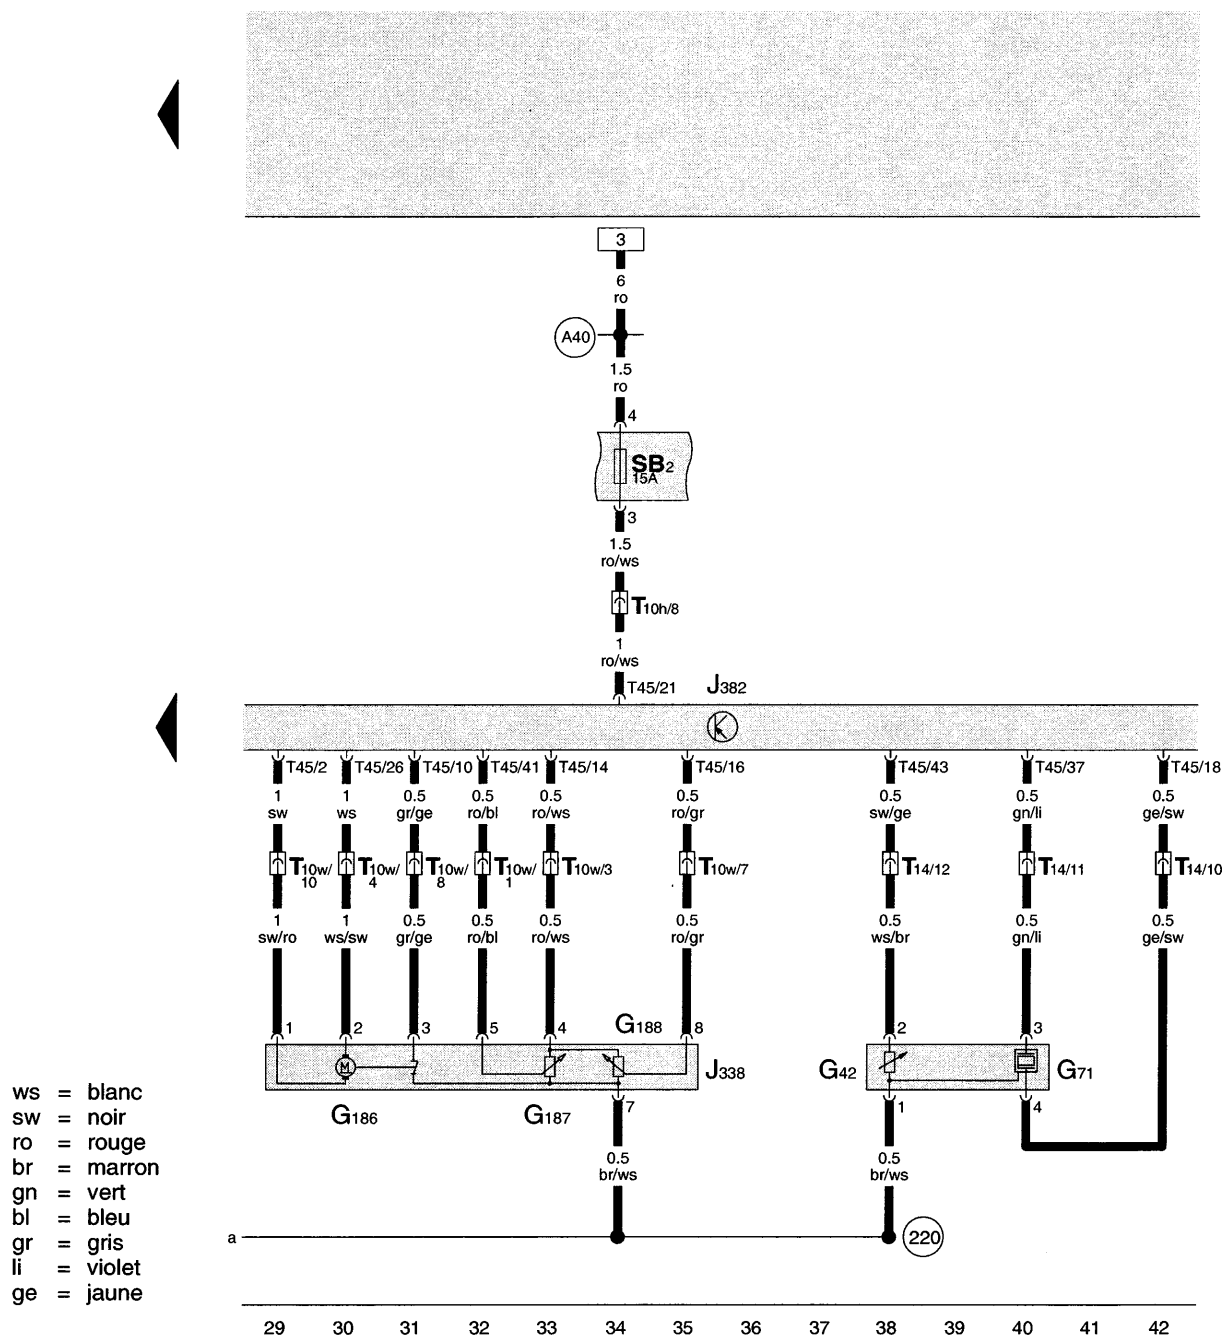 3
6
ro
A40
1.5
ro
4
SB2
15A
3
1.5
ro/ws
T10h/8
1
ro/ws
T45/21
J382
T45/2 T45/26 T45/10 T45/41 T45/14 T45/16 T45/43 T45/37 T45/18
1 1 0.5 0.5 0.5 0.5 0.5 0.5 0.5
sw ws gr/ge ro/bl ro/ws ro/gr sw/ge gn/li ge/sw
T10w/10 T10w/4 T10w/8 T10w/1 T10w/3 T10w/7 T14/12 T14/11 T14/10
1 1 0.5 0.5 0.5 0.5 0.5 0.5 0.5
sw/ro ws/sw gr/ge ro/bl ro/ws ro/gr ws/br gn/li ge/sw
1 2 3 5 4 G188 8 2 3
M
J338 G42 G71
G186 G187 7 1 4
0.5 0.5
br/ws br/ws
a 220
ws = blanc
sw = noir
ro = rouge
br = marron
gn = vert
bl = bleu
gr = gris
li = violet
ge = jaune
29 30 31 32 33 34 35 36 37 38 39 40 41 42